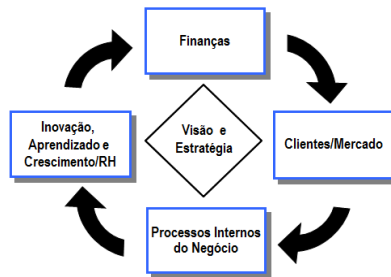 Finanças
Inovação,
Aprendizado e
Crescimento/RH
Visão e
Estratégia
Clientes/Mercado
Processos Internos
do Negócio